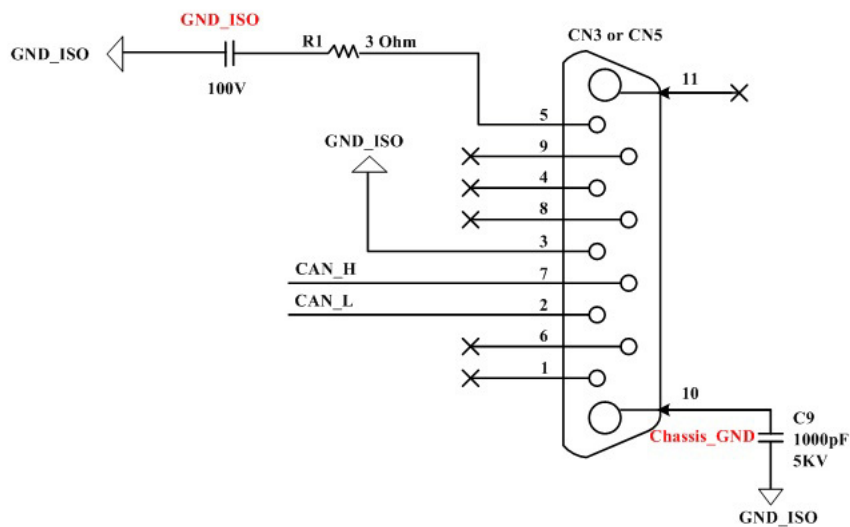 GND_ISO
CN3 or CN5
GND_ISO
R1
3 Ohm
100V
11
5
GND_ISO
9
4
8
3
CAN_H
7
CAN_L
2
6
1
10
C9
Chassis_GND
1000pF
5KV
GND_ISO